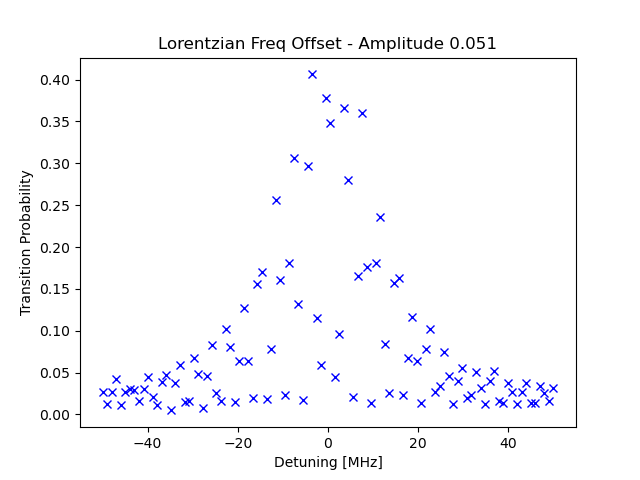 Lorentzian Freq Offset - Amplitude 0.051
Transition Probability
0.40
0.35
0.30
0.25
0.20
0.15
0.10
0.05
0.00
−40 −20 0 20 40
Detuning [MHz]